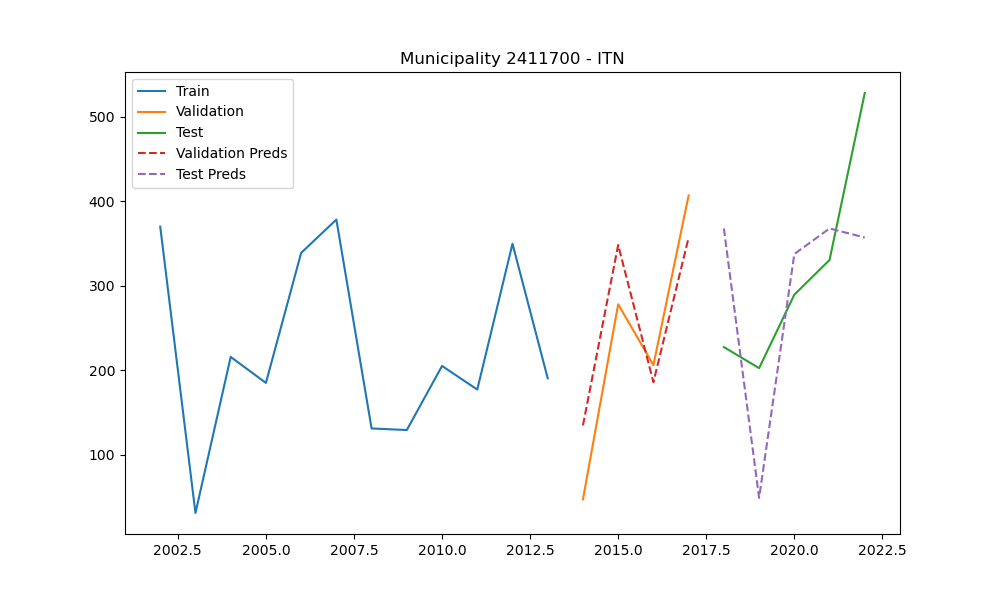 Municipality 2411700 - ITN
Train
Validation
Test
Validation Preds
Test Preds
500
400
300
200
100
2002.5 2005.0 2007.5 2010.0 2012.5 2015.0 2017.5 2020.0 2022.5